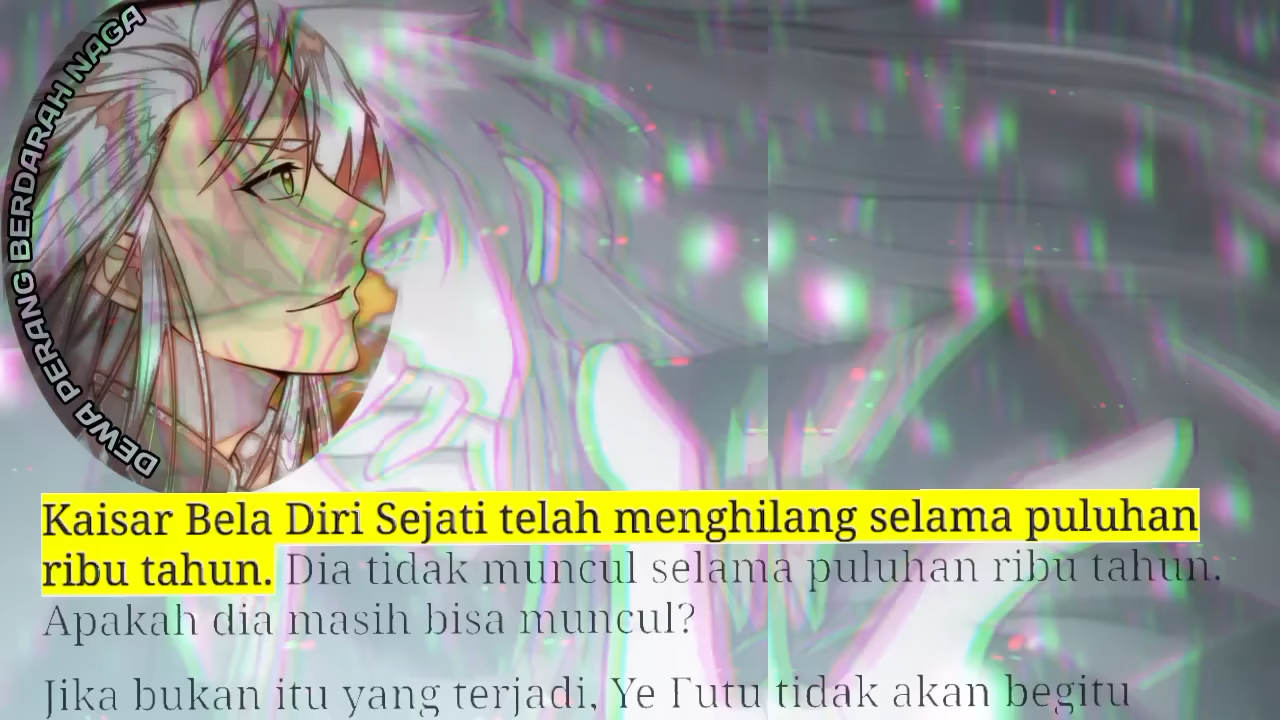 DEWA PERANG BERDARAH NAGA
Kaisar Bela Diri Sejati telah menghilang selama puluhan
ribu tahun. Dia tidak muncul selama puluhan ribu tahun.
Apakah dia masih bisa muncul?
Jika bukan itu yang terjadi, Ye Futu tidak akan begitu